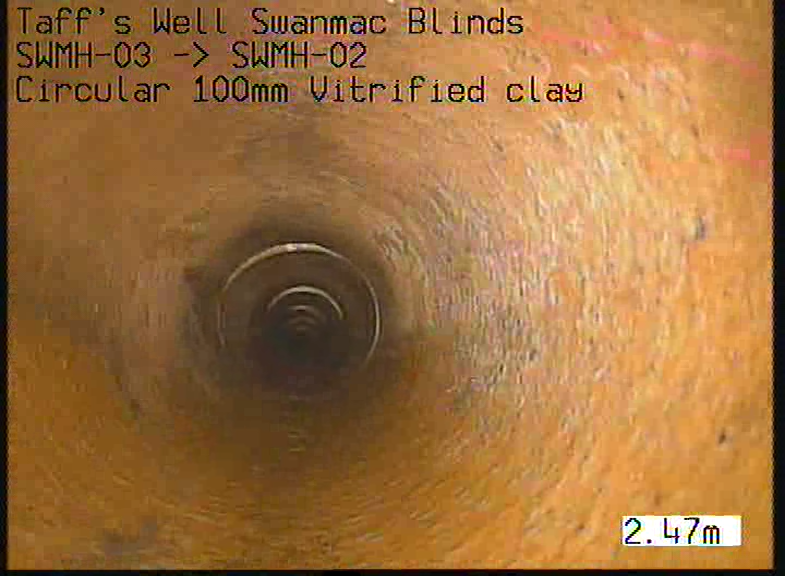 Taff's Well Swanmac Blinds
SWMH-03 -> SWMH-02
Circular 100mm Vitrified clay
2.47m